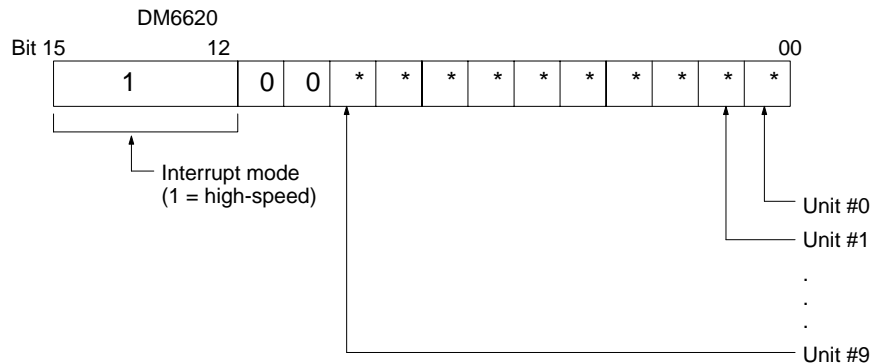 DM6620
Bit 15 12 00
1 0 0 * * * * * * * * * *
Interrupt mode
(1 = high-speed)
Unit #0
Unit #1
.
.
.
Unit #9